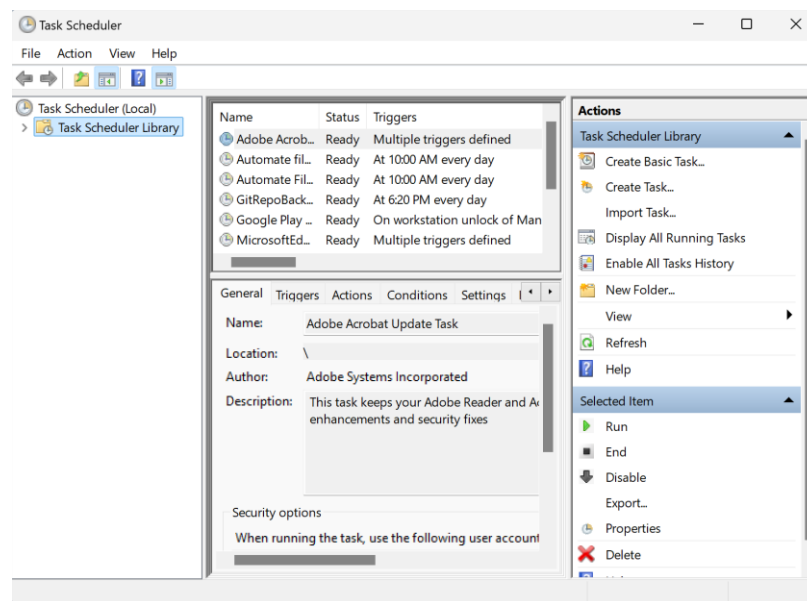 Task Scheduler
File Action View Help
Task Scheduler (Local)
Task Scheduler Library
Name Status Triggers
Adobe Acrob... Ready Multiple triggers defined
Automate fil... Ready At 10:00 AM every day
Automate Fil... Ready At 10:00 AM every day
GitRepoBack... Ready At 6:20 PM every day
Google Play ... Ready On workstation unlock of Man
MicrosoftEd... Ready Multiple triggers defined
General Triggers Actions Conditions Settings
Name: Adobe Acrobat Update Task
Location: \
Author: Adobe Systems Incorporated
Description: This task keeps your Adobe Reader and Ac
enhancements and security fixes
Security options
When running the task, use the following user account
Actions
Task Scheduler Library
Create Basic Task...
Create Task...
Import Task...
Display All Running Tasks
Enable All Tasks History
New Folder...
View
Refresh
Help
Selected Item
Run
End
Disable
Export...
Properties
Delete